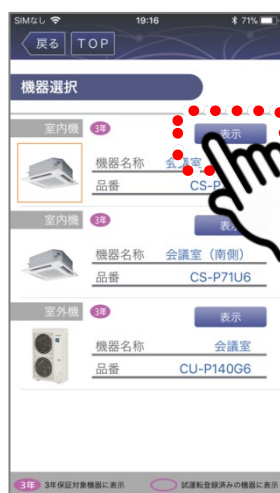 SIMなし 19:16 71%
戻る TOP
機器選択
室内機 3年 表示
機器名称 会議室
品番 CS-P
室内機 3年 表
機器名称 会議室（南側）
品番 CS-P71U6
室外機 3年 表示
機器名称 会議室
品番 CU-P140G6
3年 3年保証対象機器に表示 試運転登録済みの機器に表示